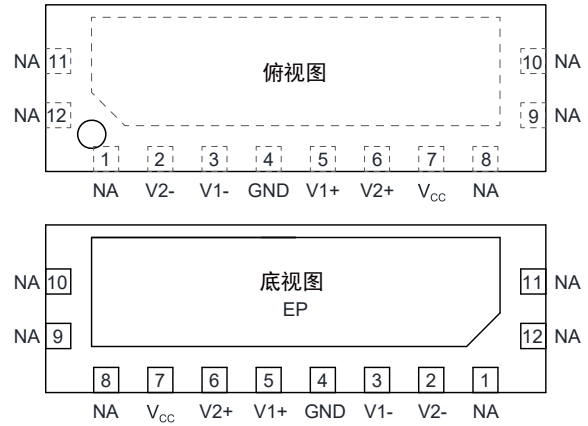 NA 11 俯视图 10 NA
NA 12 9 NA
1 2 3 4 5 6 7 8
NA V2- V1- GND V1+ V2+ Vcc NA
NA 10 底视图 11 NA
EP
NA 9 12 NA
8 7 6 5 4 3 2 1
NA Vcc V2+ V1+ GND V1- V2- NA